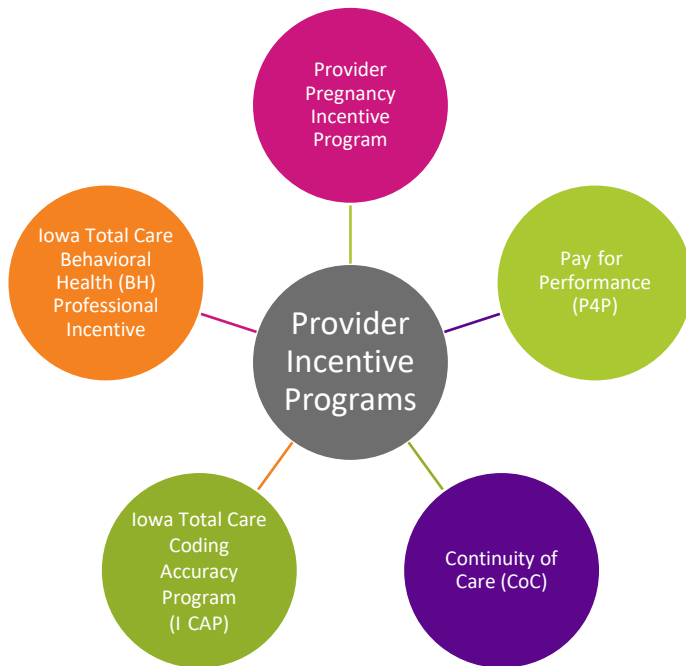 Provider
Pregnancy
Incentive
Program
Iowa Total Care
Behavioral
Health (BH)
Professional
Incentive
Pay for
Performance
(P4P)
Provider
Incentive
Programs
Iowa Total Care
Coding
Accuracy
Program
(I CAP)
Continuity of
Care (CoC)